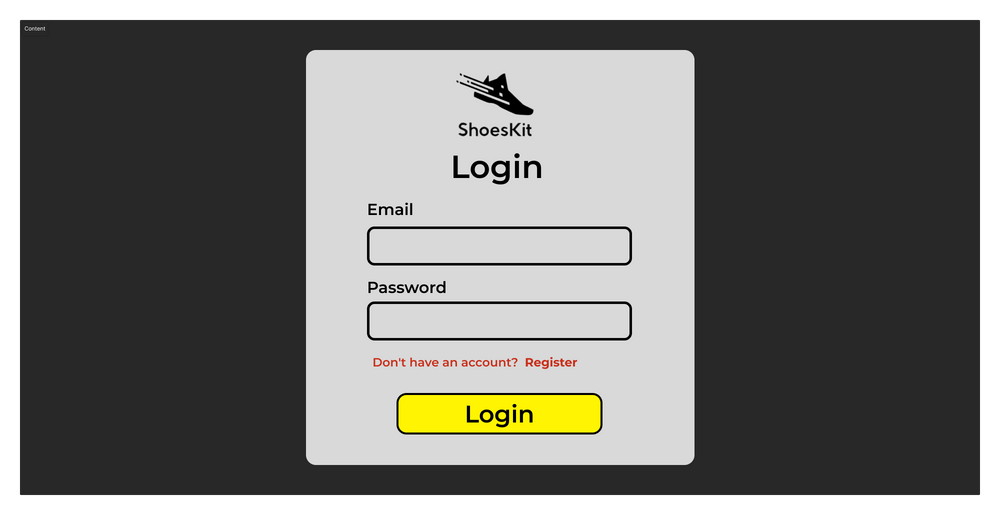 Content
ShoesKit
Login
Email
Password
Don't have an account? Register
Login